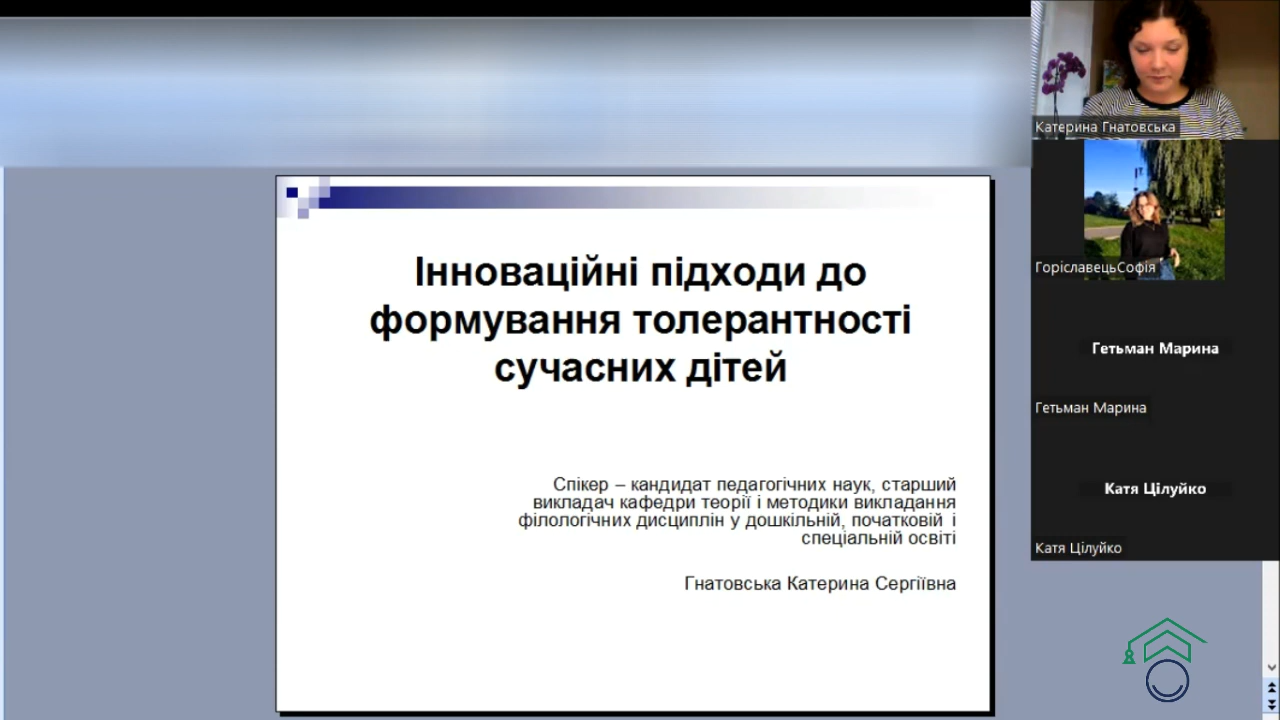 Інноваційні підходи до
формування толерантності
сучасних дітей
Спікер – кандидат педагогічних наук, старший
викладач кафедри теорії і методики викладання
філологічних дисциплін у дошкільній, початковій і
спеціальній освіті
Гнатовська Катерина Сергіївна
Катерина Гнатовська
ГоріславецьСофія
Гетьман Марина
Гетьман Марина
Катя Цілуйко
Катя Цілуйко